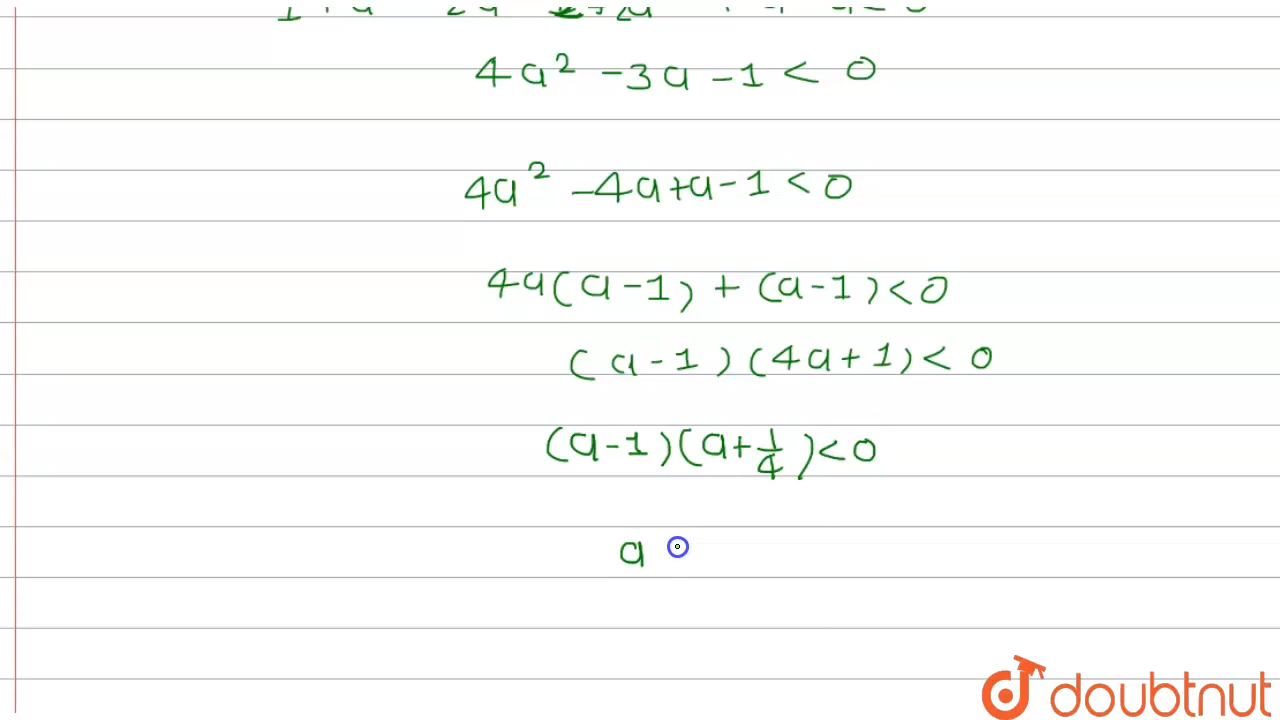 4a² - 3a - 1 < 0
4a² - 4a + a - 1 < 0
4a(a - 1) + (a - 1) < 0
(a - 1)(4a + 1) < 0
(a - 1)(a + 1/4) < 0
a
doubtnut